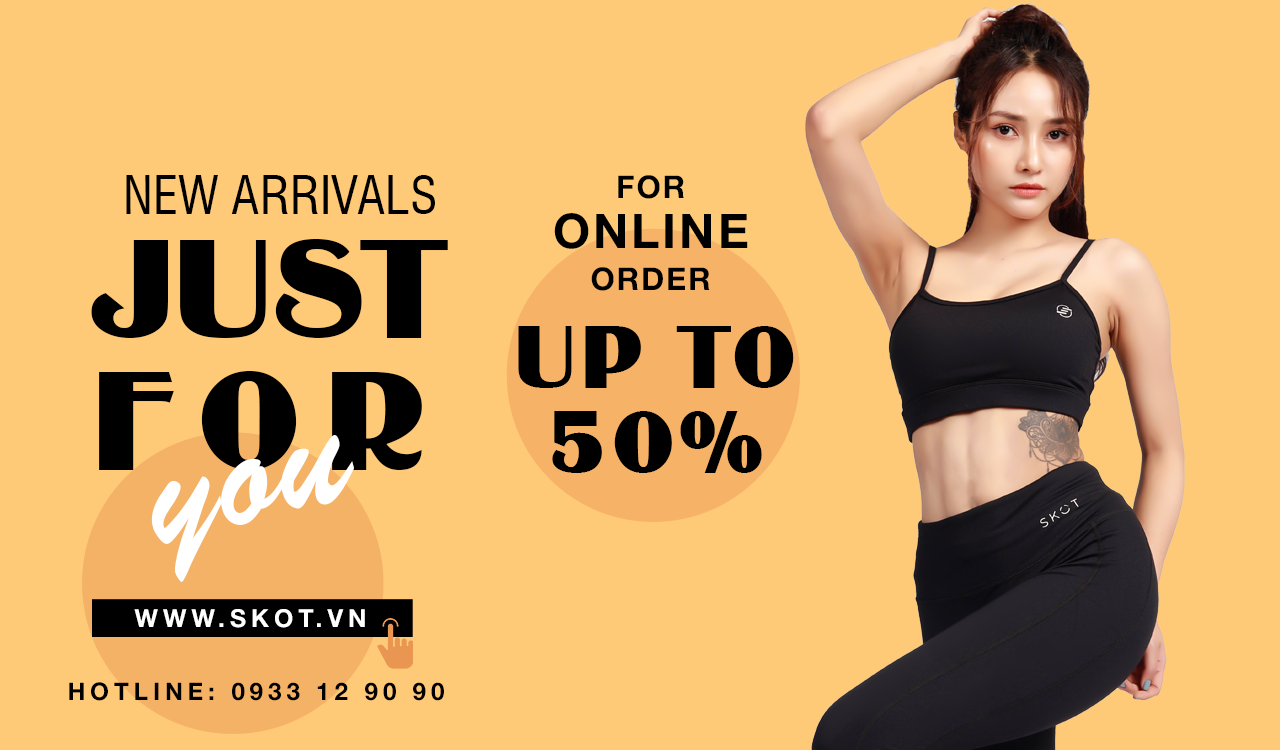 NEW ARRIVALS
JUST
FOR
you
WWW.SKOT.VN
HOTLINE: 0933 12 90 90
FOR
ONLINE
ORDER
UP TO
50%
SKOT